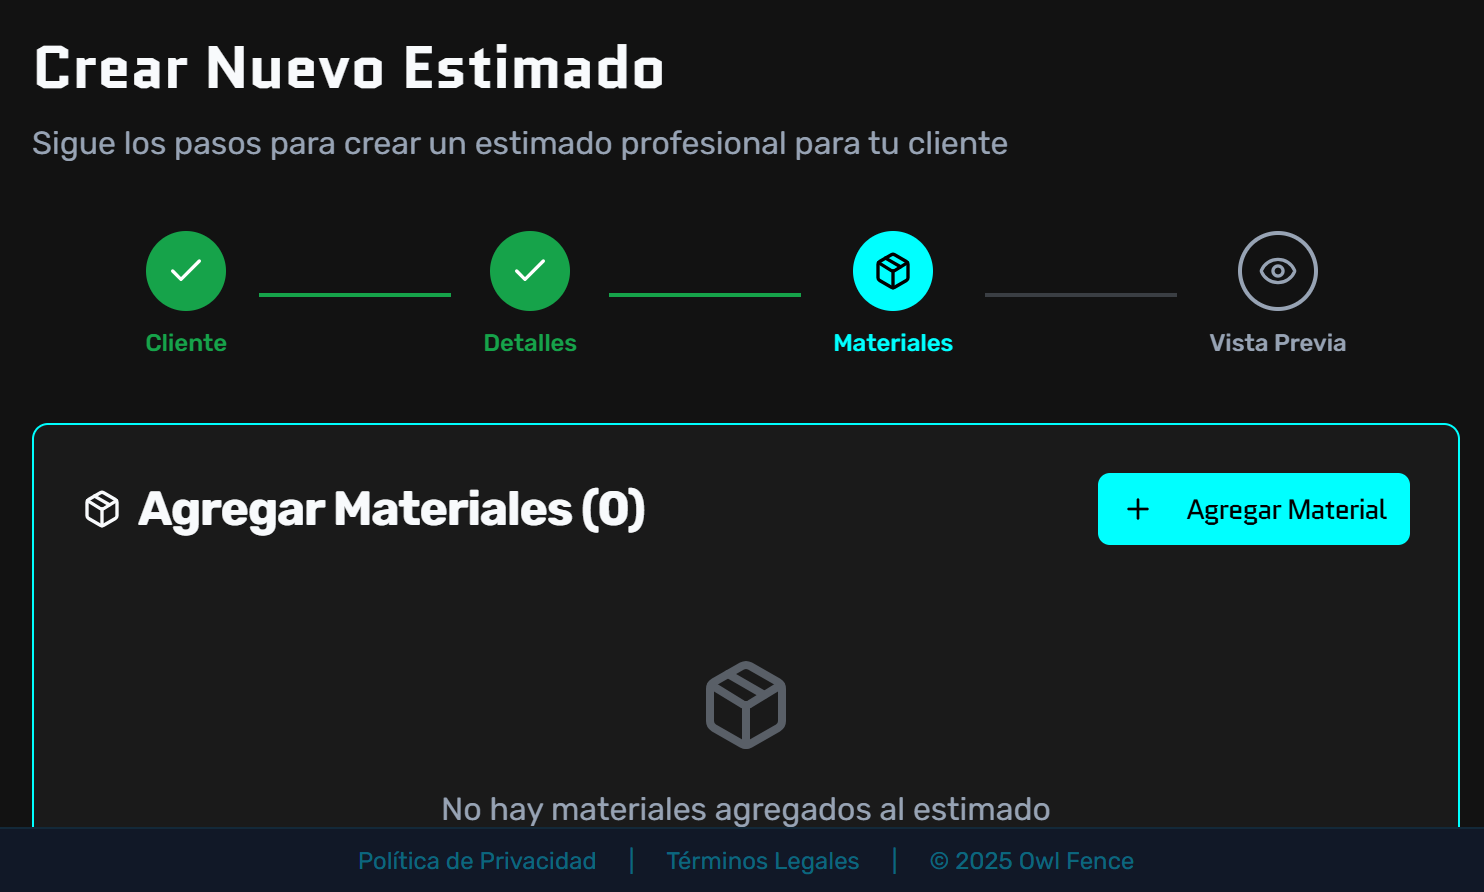 Crear Nuevo Estimado
Sigue los pasos para crear un estimado profesional para tu cliente
Cliente
Detalles
Materiales
Vista Previa
Agregar Materiales (0)
+ Agregar Material
No hay materiales agregados al estimado
Política de Privacidad | Términos Legales | © 2025 Owl Fence